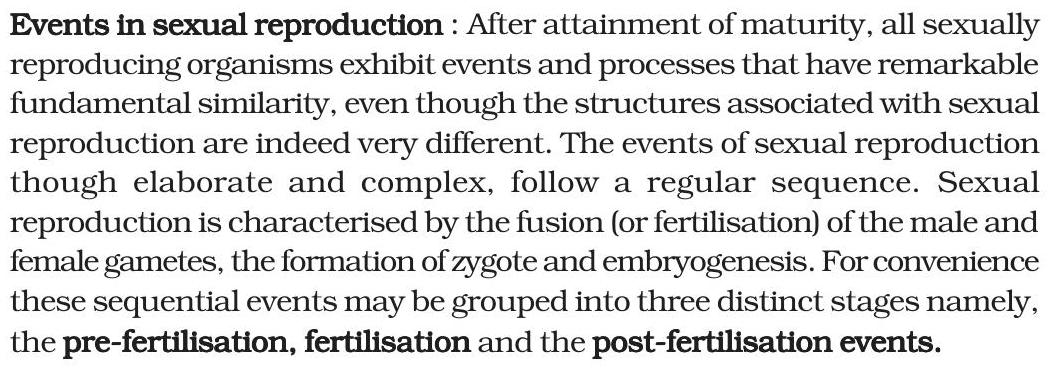 Events in sexual reproduction : After attainment of maturity, all sexually
reproducing organisms exhibit events and processes that have remarkable
fundamental similarity, even though the structures associated with sexual
reproduction are indeed very different. The events of sexual reproduction
though elaborate and complex, follow a regular sequence. Sexual
reproduction is characterised by the fusion (or fertilisation) of the male and
female gametes, the formation of zygote and embryogenesis. For convenience
these sequential events may be grouped into three distinct stages namely,
the pre-fertilisation, fertilisation and the post-fertilisation events.